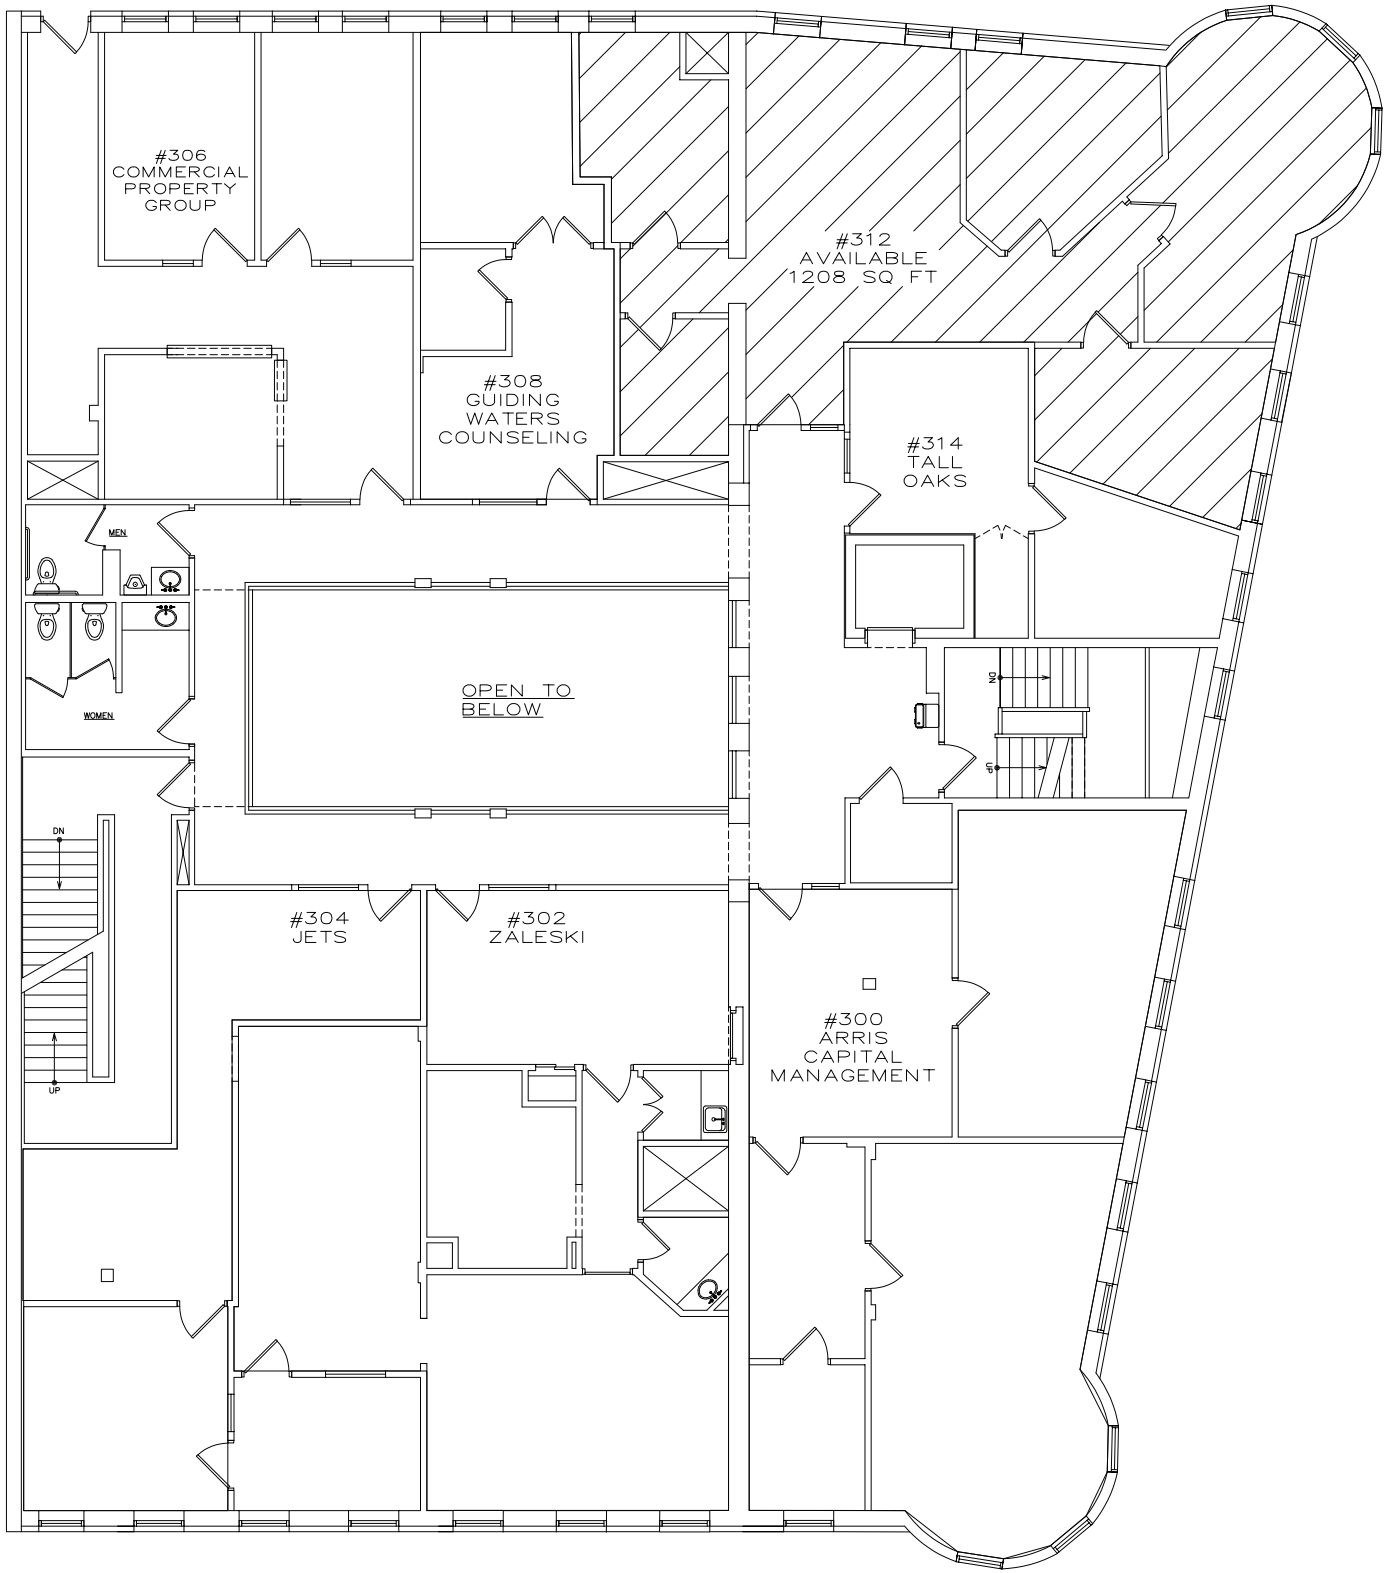 #306
COMMERCIAL
PROPERTY
GROUP
#312
AVAILABLE
1208 SQ FT
#308
GUIDING
WATERS
COUNSELING
#314
TALL
OAKS
MEN
OPEN TO
BELOW
WOMEN
DN
UP
DN
UP
#304
JETS
#302
ZALESKI
#300
ARRIS
CAPITAL
MANAGEMENT